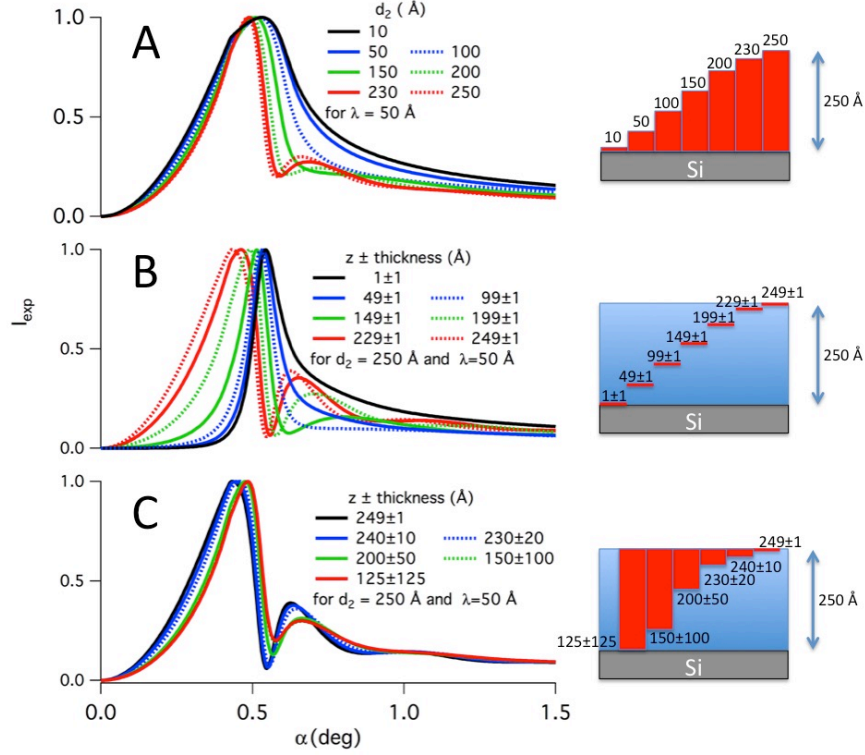 A
d2 ( Å)
10
50 100
150 200
230 250
for λ = 50 Å
1.0
0.5
0.0
10
50
100
150
200
230
250
250 Å
Si
B
z ± thickness (Å)
1±1
49±1 99±1
149±1 199±1
229±1 249±1
for d2 = 250 Å and λ=50 Å
1.0
0.5
0.0
Iexp
1±1
49±1
99±1
149±1
199±1
229±1
249±1
250 Å
Si
C
z ± thickness (Å)
249±1
240±10 230±20
200±50 150±100
125±125
for d2 = 250 Å and λ=50 Å
1.0
0.5
0.0
0.0 0.5 1.0 1.5
α(deg)
249±1
240±10
230±20
200±50
150±100
125±125
250 Å
Si